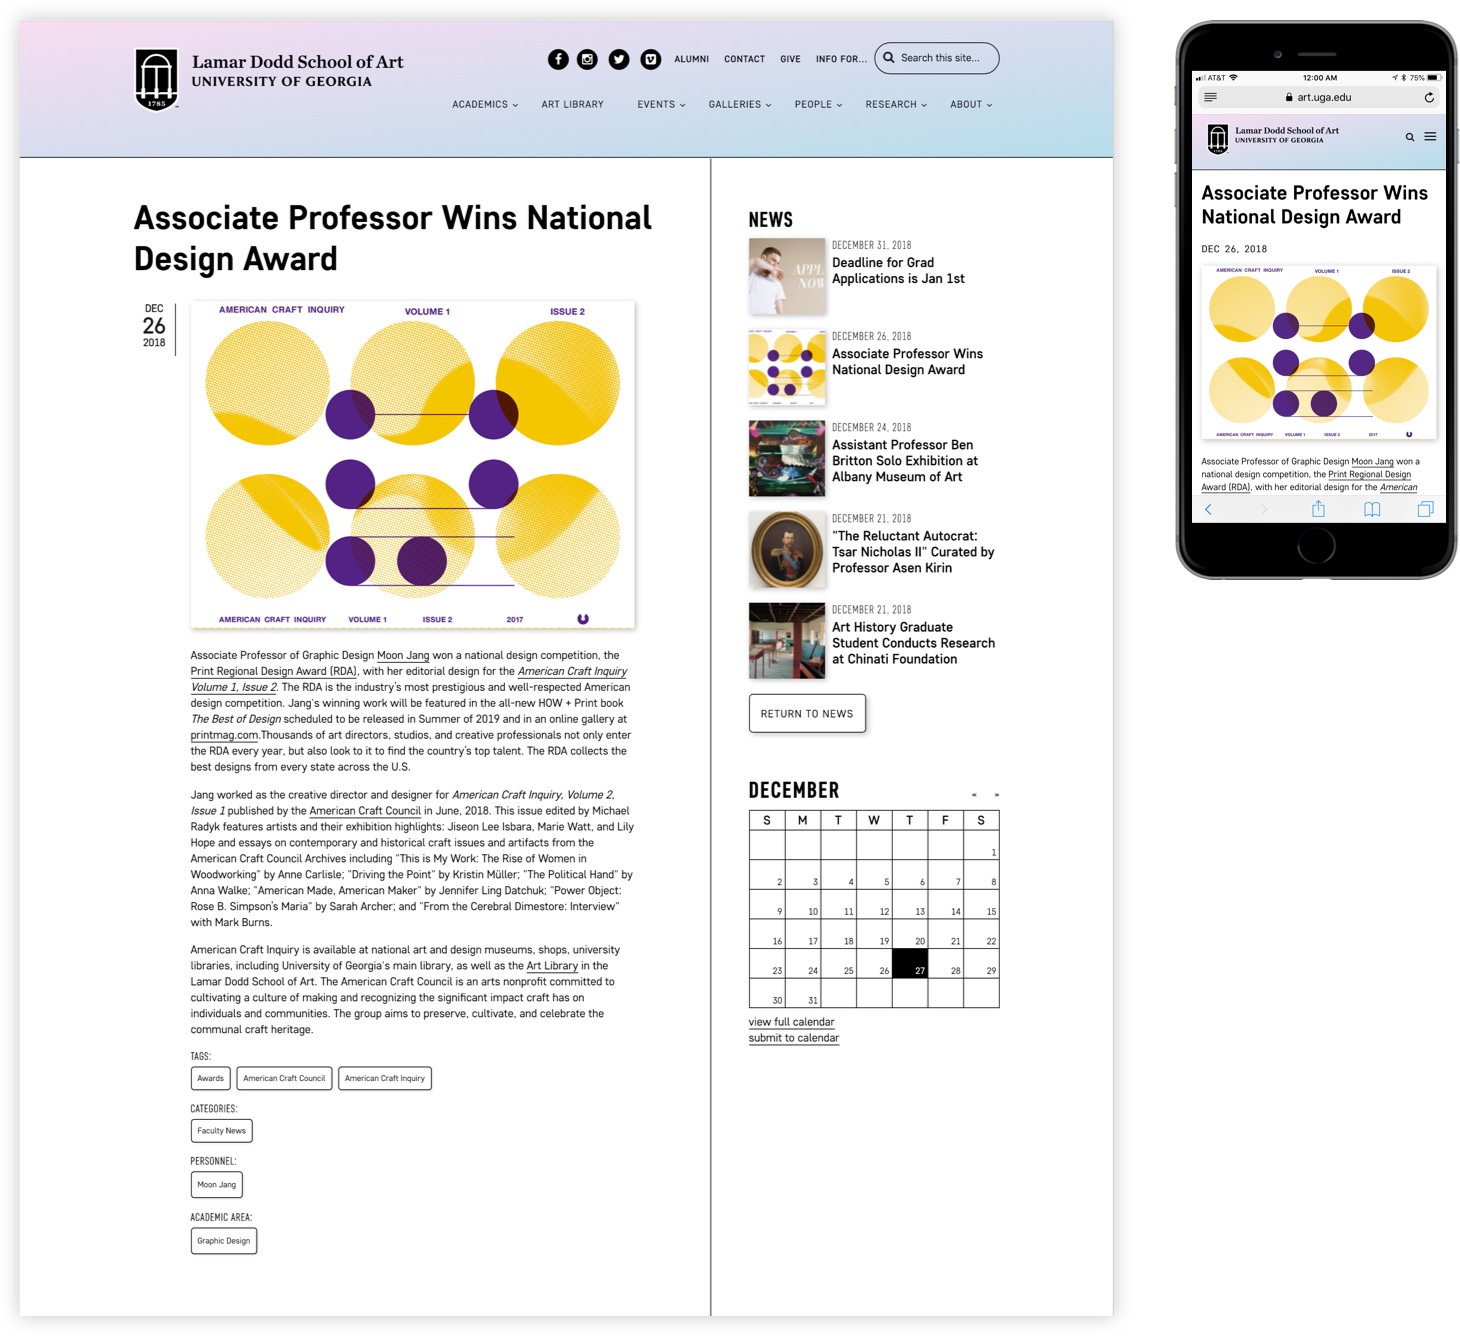 Lamar Dodd School of Art
UNIVERSITY OF GEORGIA
1785
ALUMNI CONTACT GIVE INFO FOR... Search this site...
ACADEMICS ART LIBRARY EVENTS GALLERIES PEOPLE RESEARCH ABOUT
Associate Professor Wins National
Design Award
DEC
26
2018
AMERICAN CRAFT INQUIRY VOLUME 1 ISSUE 2
AMERICAN CRAFT INQUIRY VOLUME 1 ISSUE 2 2017
Associate Professor of Graphic Design Moon Jang won a national design competition, the
Print Regional Design Award (RDA), with her editorial design for the American Craft Inquiry
Volume 1, Issue 2. The RDA is the industry's most prestigious and well-respected American
design competition. Jang's winning work will be featured in the all-new HOW + Print book
The Best of Design scheduled to be released in Summer of 2019 and in an online gallery at
printmag.com.Thousands of art directors, studios, and creative professionals not only enter
the RDA every year, but also look to it to find the country's top talent. The RDA collects the
best designs from every state across the U.S.
Jang worked as the creative director and designer for American Craft Inquiry, Volume 2,
Issue 1 published by the American Craft Council in June, 2018. This issue edited by Michael
Radyk features artists and their exhibition highlights: Jiseon Lee Isbara, Marie Watt, and Lily
Hope and essays on contemporary and historical craft issues and artifacts from the
American Craft Council Archives including "This is My Work: The Rise of Women in
Woodworking" by Anne Carlisle; "Driving the Point" by Kristin Müller; "The Political Hand" by
Anna Walke; "American Made, American Maker" by Jennifer Ling Datchuk; "Power Object:
Rose B. Simpson's Maria" by Sarah Archer; and "From the Cerebral Dimestore: Interview"
with Mark Burns.
American Craft Inquiry is available at national art and design museums, shops, university
libraries, including University of Georgia's main library, as well as the Art Library in the
Lamar Dodd School of Art. The American Craft Council is an arts nonprofit committed to
cultivating a culture of making and recognizing the significant impact craft has on
individuals and communities. The group aims to preserve, cultivate, and celebrate the
communal craft heritage.
TAGS:
Awards American Craft Council American Craft Inquiry
CATEGORIES:
Faculty News
PERSONNEL:
Moon Jang
ACADEMIC AREA:
Graphic Design
NEWS
APPL
NOW
DECEMBER 31, 2018
Deadline for Grad
Applications is Jan 1st
DECEMBER 26, 2018
Associate Professor Wins
National Design Award
DECEMBER 24, 2018
Assistant Professor Ben
Britton Solo Exhibition at
Albany Museum of Art
DECEMBER 21, 2018
"The Reluctant Autocrat:
Tsar Nicholas II" Curated by
Professor Asen Kirin
DECEMBER 21, 2018
Art History Graduate
Student Conducts Research
at Chinati Foundation
RETURN TO NEWS
DECEMBER « »
S M T W T F S
1
2 3 4 5 6 7 8
9 10 11 12 13 14 15
16 17 18 19 20 21 22
23 24 25 26 27 28 29
30 31
view full calendar
submit to calendar
AT&T 12:00 AM 75%
art.uga.edu
Lamar Dodd School of Art
UNIVERSITY OF GEORGIA
Associate Professor Wins
National Design Award
DEC 26, 2018
AMERICAN CRAFT INQUIRY VOLUME 1 ISSUE 2
AMERICAN CRAFT INQUIRY VOLUME 1 ISSUE 2 2017
Associate Professor of Graphic Design Moon Jang won a
national design competition, the Print Regional Design
Award (RDA), with her editorial design for the American